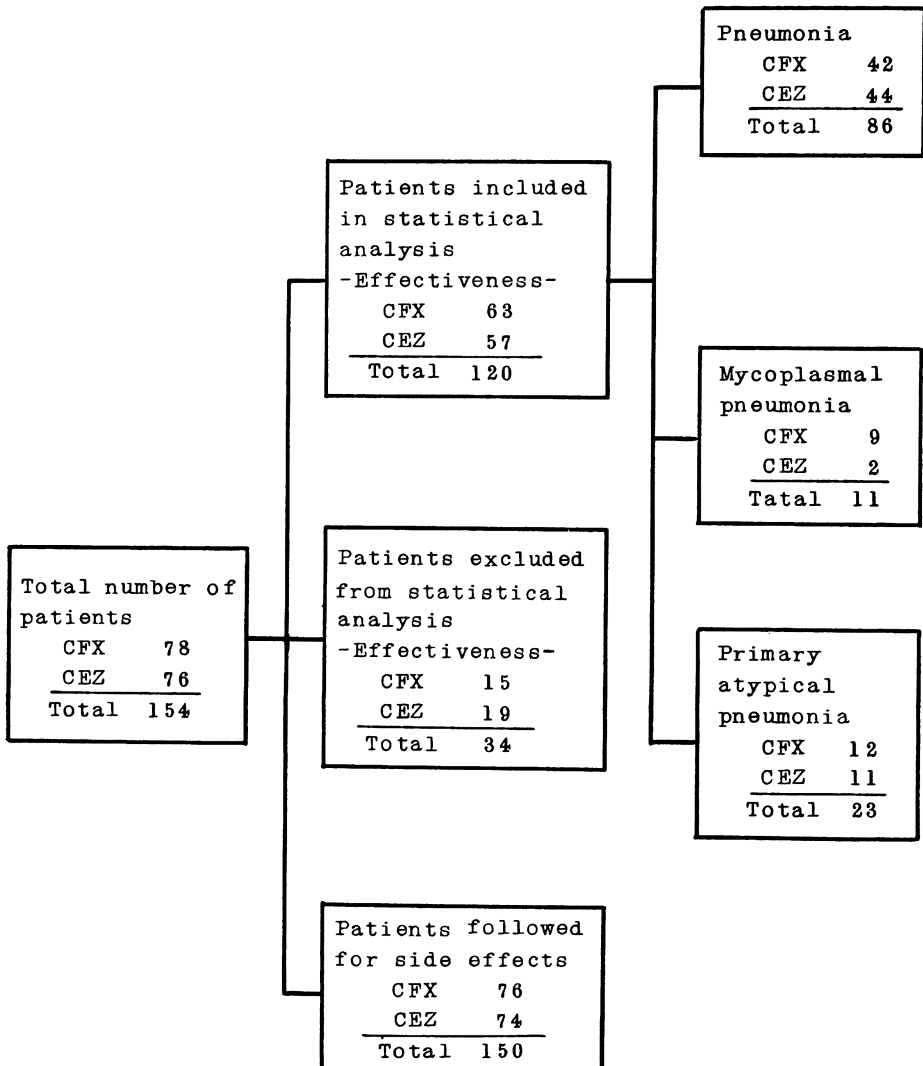 Total number of
patients
CFX 78
CEZ 76
Total 154
Patients included
in statistical
analysis
-Effectiveness-
CFX 63
CEZ 57
Total 120
Patients excluded
from statistical
analysis
-Effectiveness-
CFX 15
CEZ 19
Total 34
Patients followed
for side effects
CFX 76
CEZ 74
Total 150
Pneumonia
CFX 42
CEZ 44
Total 86
Mycoplasmal
pneumonia
CFX 9
CEZ 2
Tatal 11
Primary
atypical
pneumonia
CFX 12
CEZ 11
Total 23